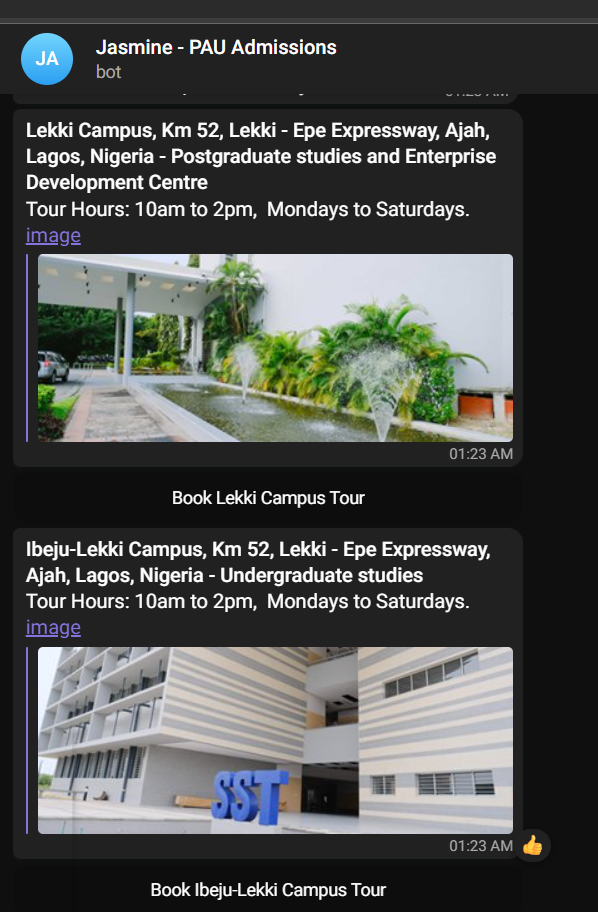 JA
Jasmine - PAU Admissions
bot
Lekki Campus, Km 52, Lekki - Epe Expressway, Ajah,
Lagos, Nigeria - Postgraduate studies and Enterprise
Development Centre
Tour Hours: 10am to 2pm,  Mondays to Saturdays.
image
01:23 AM
Book Lekki Campus Tour
Ibeju-Lekki Campus, Km 52, Lekki - Epe Expressway,
Ajah, Lagos, Nigeria - Undergraduate studies
Tour Hours: 10am to 2pm,  Mondays to Saturdays.
image
SST
01:23 AM
Book Ibeju-Lekki Campus Tour